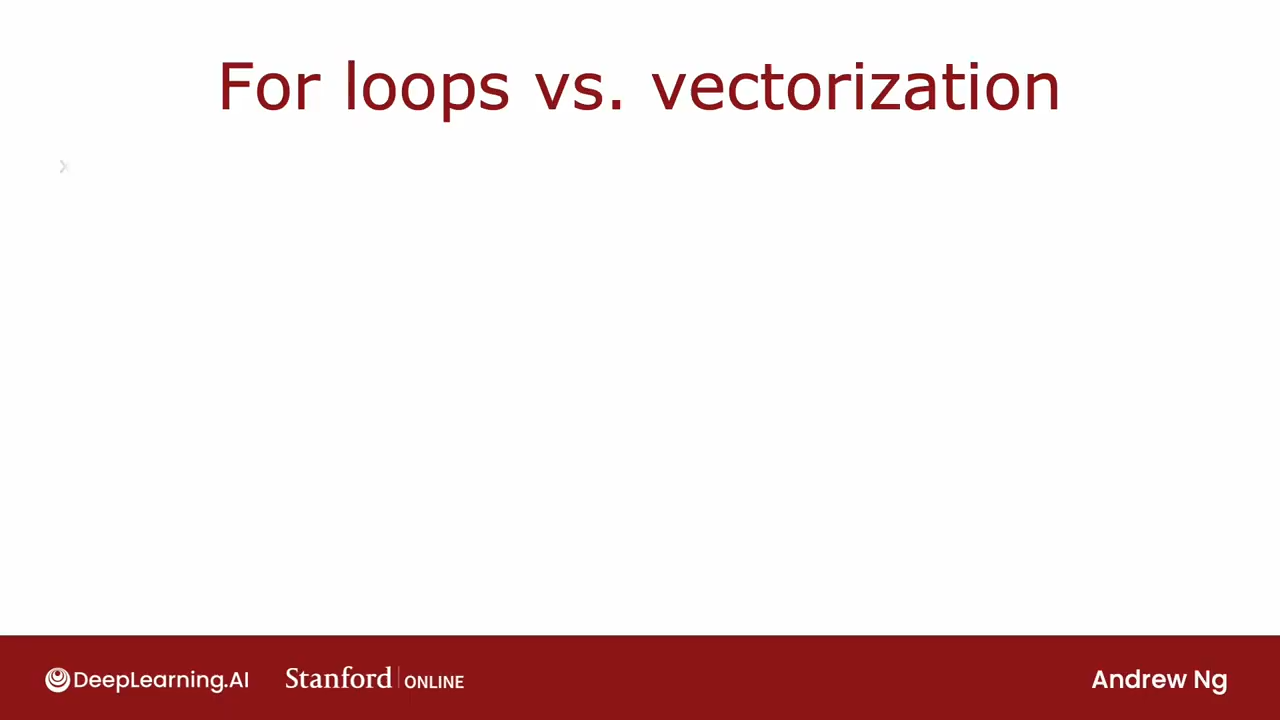 For loops vs. vectorization
x
DeepLearning.AI
Stanford ONLINE
Andrew Ng